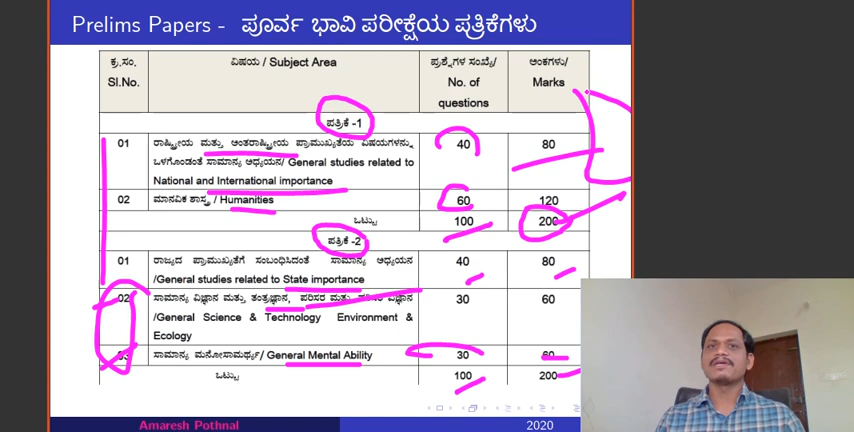 Prelims Papers - ಪೂರ್ವ ಭಾವಿ ಪರೀಕ್ಷೆಯ ಪತ್ರಿಕೆಗಳು
ಕ್ರ.ಸಂ. ವಿಷಯ / Subject Area ಪ್ರಶ್ನೆಗಳ ಸಂಖ್ಯೆ/ ಅಂಕಗಳು/
Sl.No. No. of Marks
questions
ಪತ್ರಿಕೆ -1
01 ರಾಷ್ಟ್ರೀಯ ಮತ್ತು ಅಂತರಾಷ್ಟ್ರೀಯ ಪ್ರಾಮುಖ್ಯತೆಯ ವಿಷಯಗಳನ್ನು 40 80
ಒಳಗೊಂಡಂತೆ ಸಾಮಾನ್ಯ ಅಧ್ಯಯನ/ General studies related to
National and International importance
02 ಮಾನವಿಕ ಶಾಸ್ತ್ರ / Humanities 60 120
ಒಟ್ಟು 100 200
ಪತ್ರಿಕೆ -2
01 ರಾಜ್ಯದ ಪ್ರಾಮುಖ್ಯತೆಗೆ ಸಂಬಂಧಿಸಿದಂತೆ ಸಾಮಾನ್ಯ ಅಧ್ಯಯನ 40 80
/General studies related to State importance
02 ಸಾಮಾನ್ಯ ವಿಜ್ಞಾನ ಮತ್ತು ತಂತ್ರಜ್ಞಾನ, ಪರಿಸರ ಮತ್ತು ಪರಿಸರ ವಿಜ್ಞಾನ 30 60
/General Science & Technology Environment &
Ecology
03 ಸಾಮಾನ್ಯ ಮನೋಸಾಮರ್ಥ್ಯ/ General Mental Ability 30 60
ಒಟ್ಟು 100 200
Amaresh Pothnal 2020